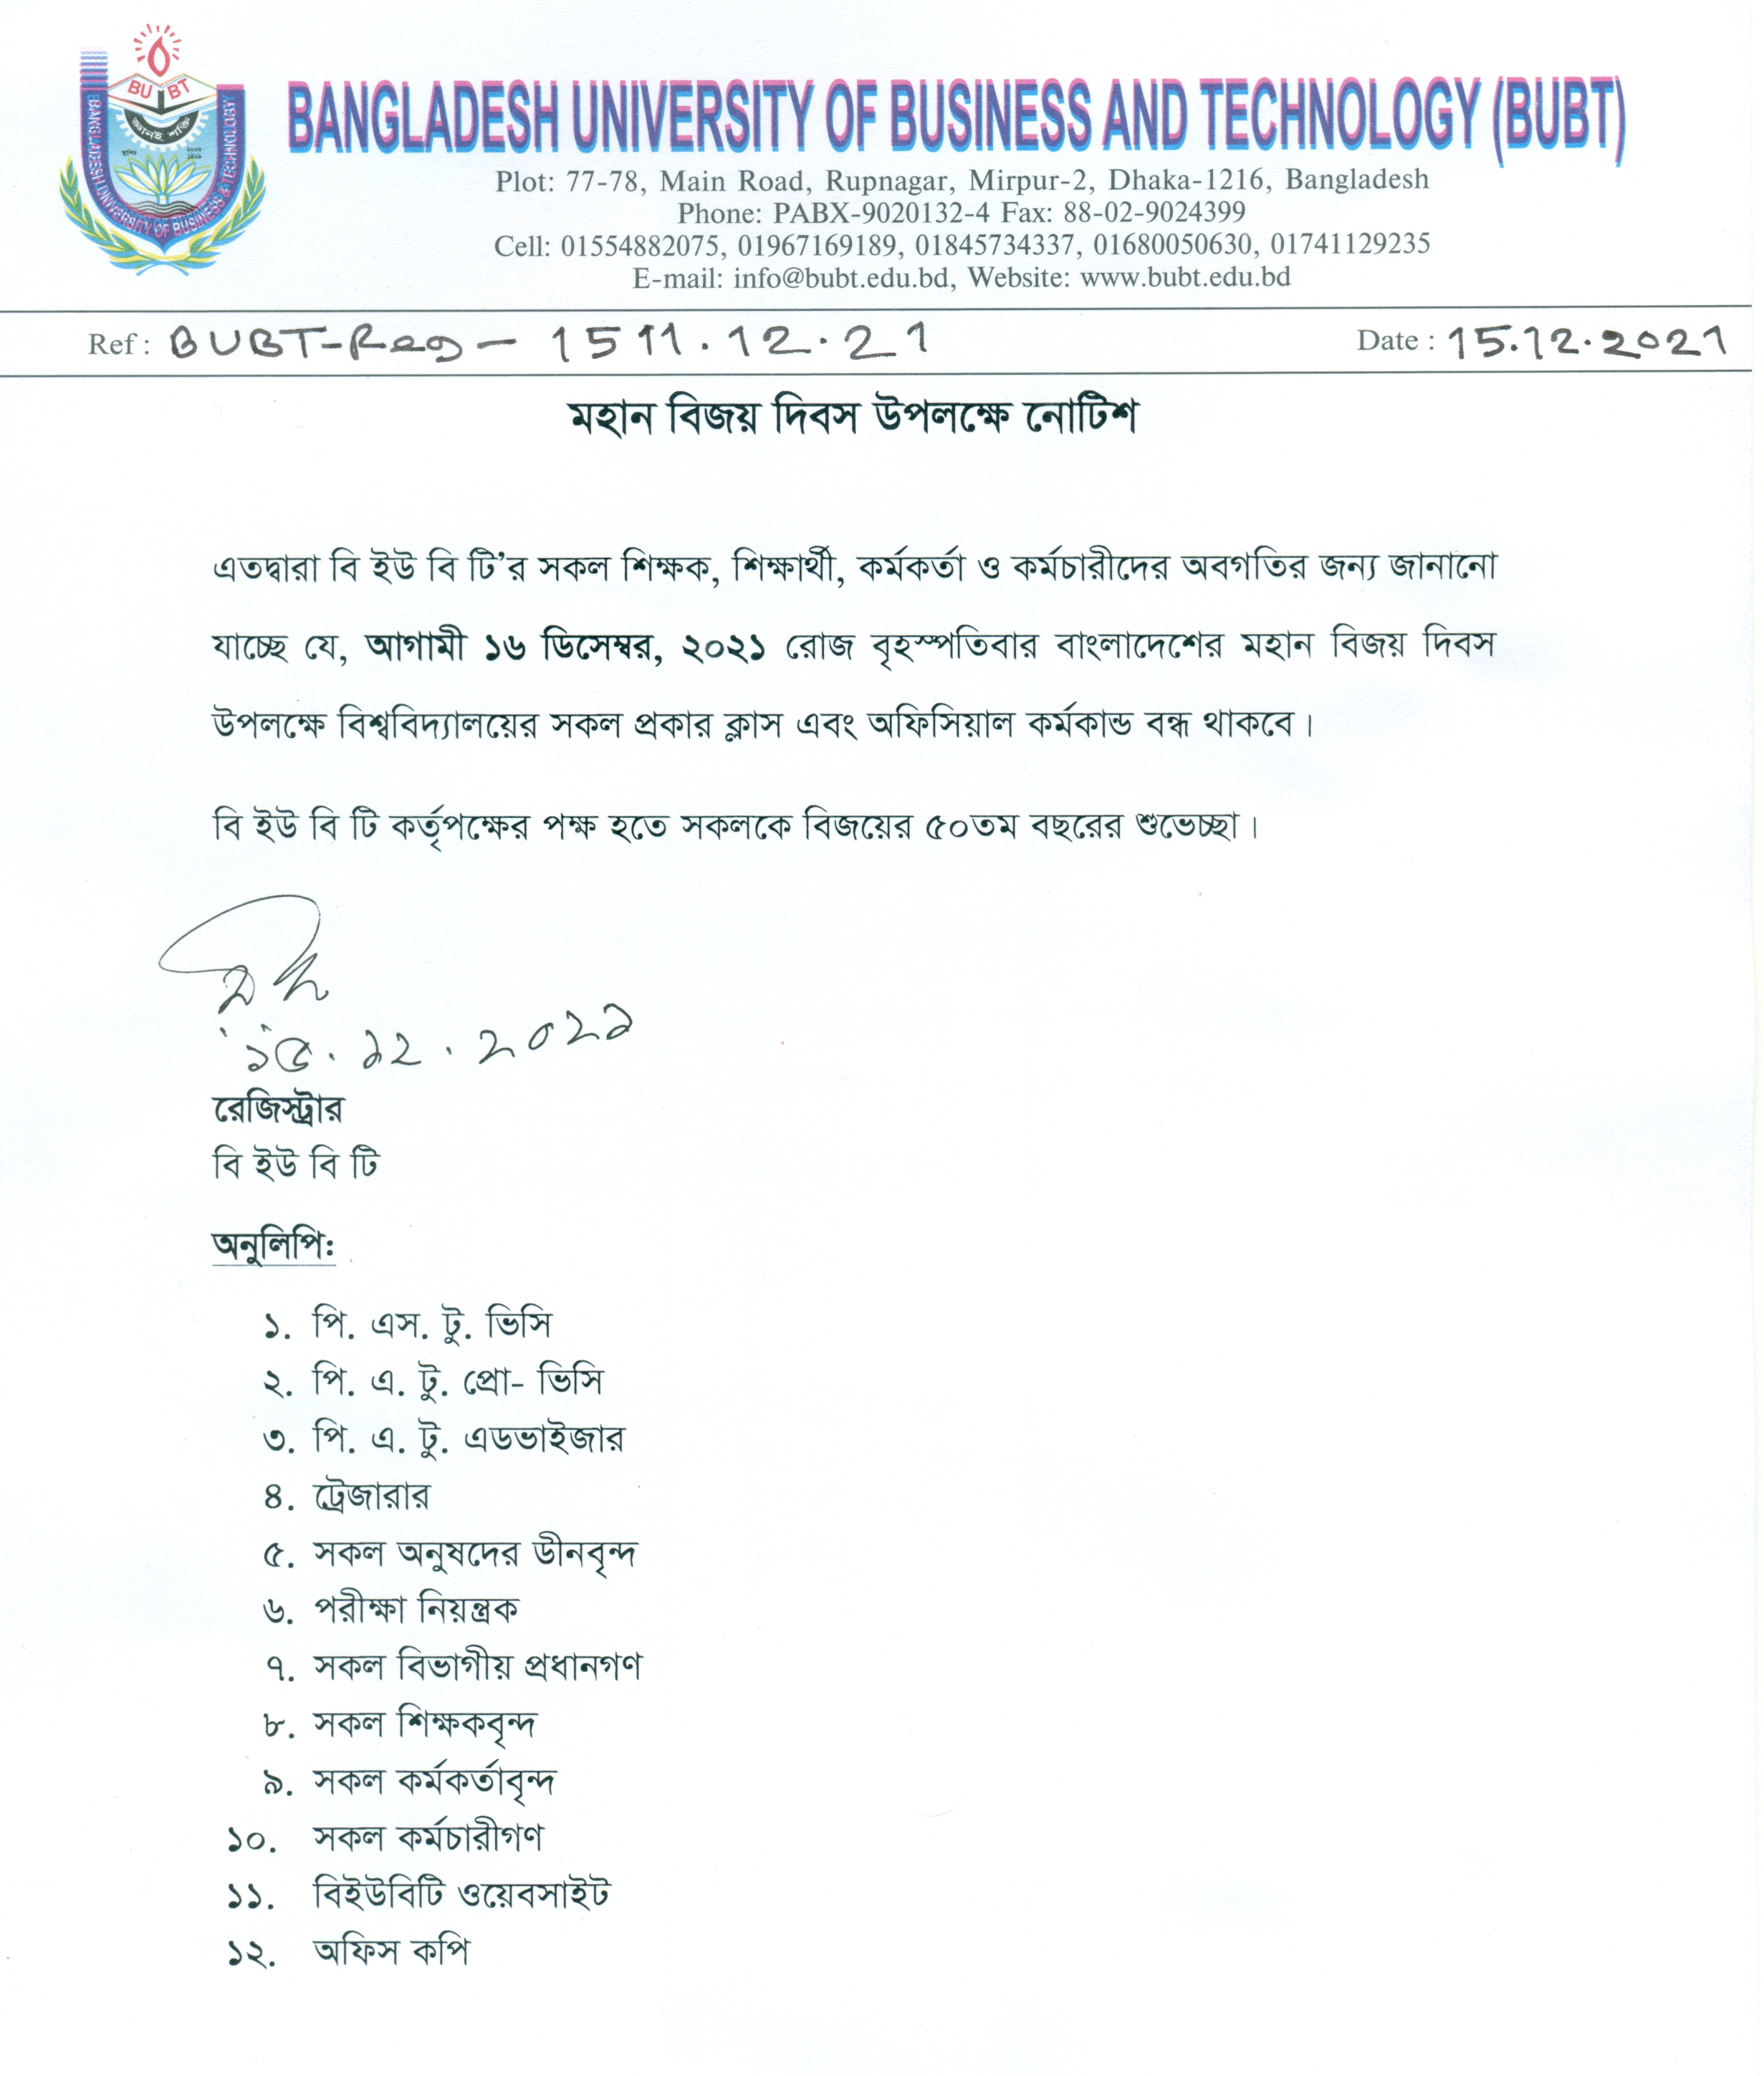 BU BT
জ্ঞানই শক্তি
স্থাপিত
২০০৩
BANGLADESH UNIVERSITY OF BUSINESS & TECHNOLOGY
BANGLADESH UNIVERSITY OF BUSINESS AND TECHNOLOGY (BUBT)
Plot: 77-78, Main Road, Rupnagar, Mirpur-2, Dhaka-1216, Bangladesh
Phone: PABX-9020132-4 Fax: 88-02-9024399
Cell: 01554882075, 01967169189, 01845734337, 01680050630, 01741129235
E-mail: info@bubt.edu.bd, Website: www.bubt.edu.bd
Ref : BUBT-Reg- 1511.12.21 Date : 15.12.2021
মহান বিজয় দিবস উপলক্ষে নোটিশ
এতদ্বারা বি ইউ বি টি’র সকল শিক্ষক, শিক্ষার্থী, কর্মকর্তা ও কর্মচারীদের অবগতির জন্য জানানো
যাচ্ছে যে, আগামী ১৬ ডিসেম্বর, ২০২১ রোজ বৃহস্পতিবার বাংলাদেশের মহান বিজয় দিবস
উপলক্ষে বিশ্ববিদ্যালয়ের সকল প্রকার ক্লাস এবং অফিসিয়াল কর্মকান্ড বন্ধ থাকবে।
বি ইউ বি টি কর্তৃপক্ষের পক্ষ হতে সকলকে বিজয়ের ৫০তম বছরের শুভেচ্ছা।
১৫.১২.২০২১
রেজিস্ট্রার
বি ইউ বি টি
অনুলিপি:
১. পি. এস. টু. ভিসি
২. পি. এ. টু. প্রো- ভিসি
৩. পি. এ. টু. এডভাইজার
৪. ট্রেজারার
৫. সকল অনুষদের ডীনবৃন্দ
৬. পরীক্ষা নিয়ন্ত্রক
৭. সকল বিভাগীয় প্রধানগণ
৮. সকল শিক্ষকবৃন্দ
৯. সকল কর্মকর্তাবৃন্দ
১০. সকল কর্মচারীগণ
১১. বিইউবিটি ওয়েবসাইট
১২. অফিস কপি